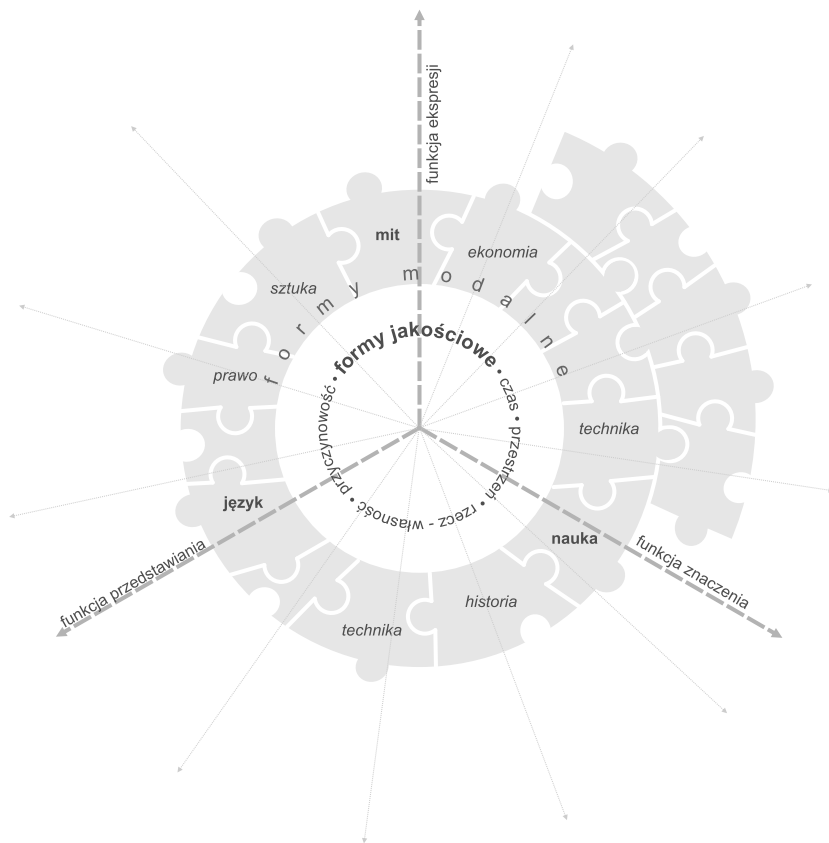 funkcja ekspresji
mit
ekonomia
sztuka
formy modalne
prawo
formy jakościowe • czas • przestrzeń • rzecz - własność • przyczynowość •
technika
język
nauka
funkcja przedstawiania
funkcja znaczenia
historia
technika